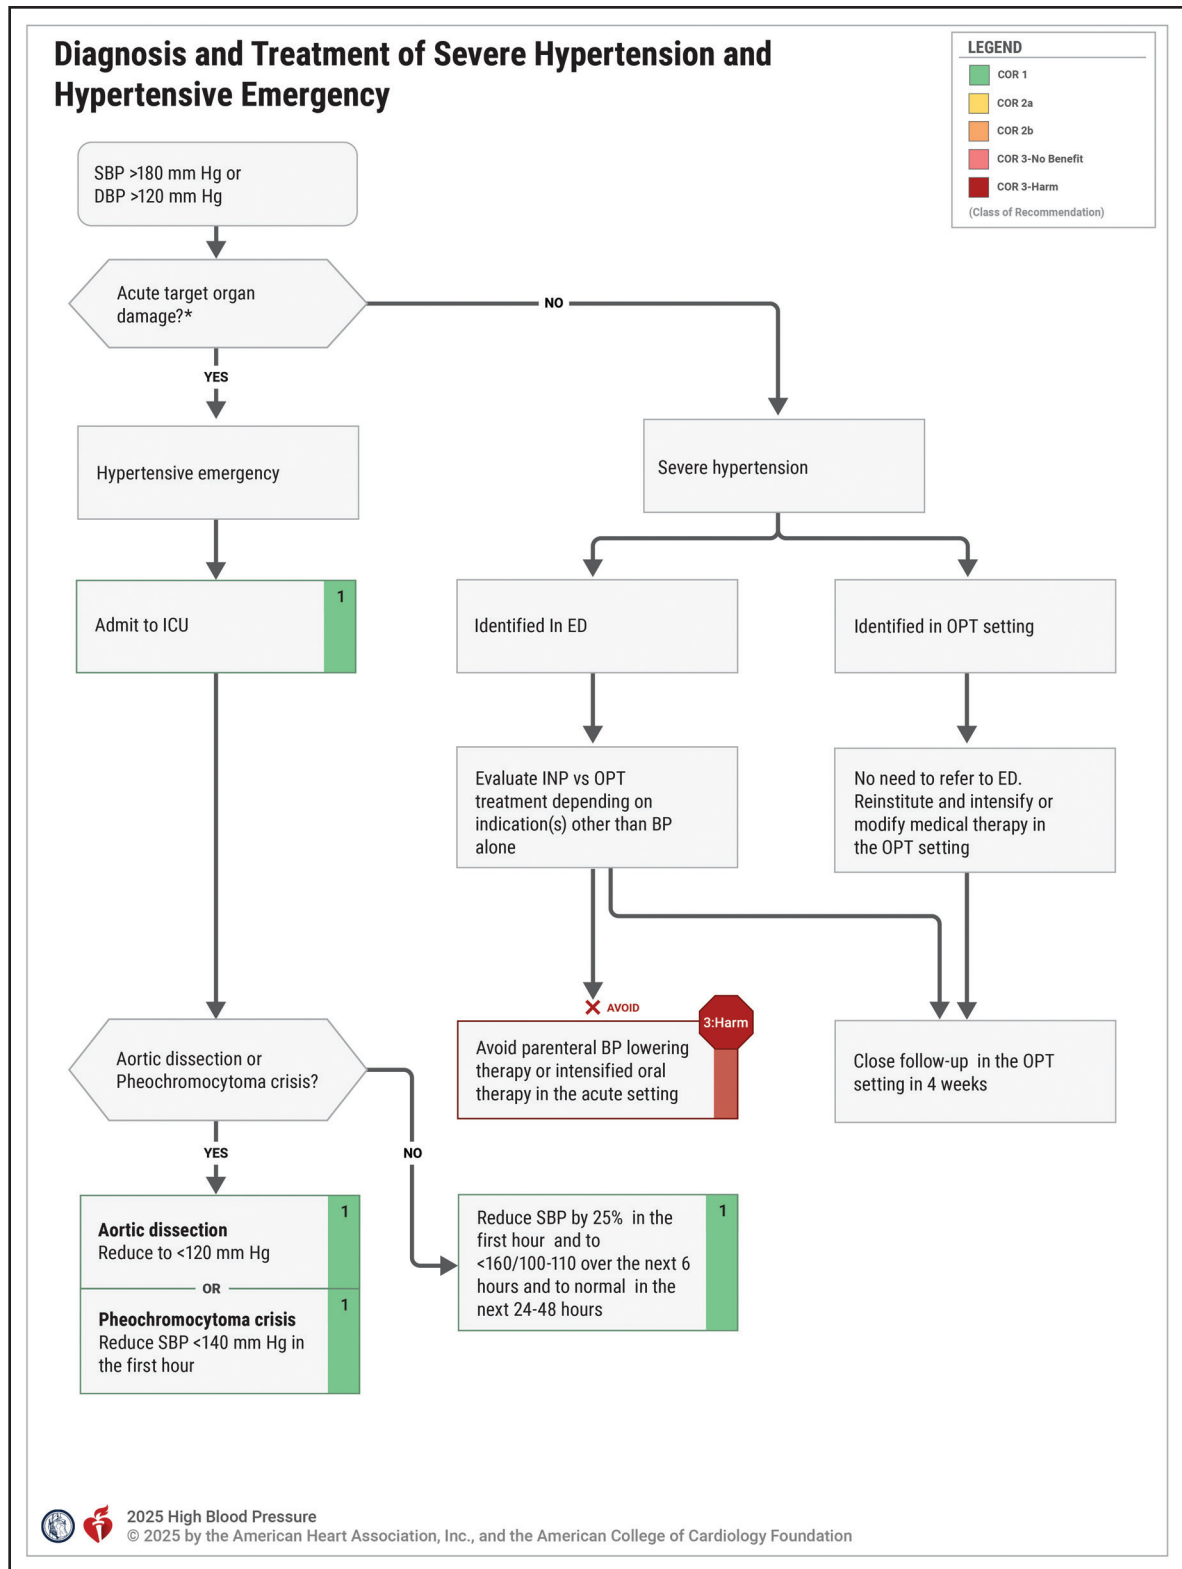 Diagnosis and Treatment of Severe Hypertension and
Hypertensive Emergency
LEGEND
COR 1
COR 2a
COR 2b
COR 3-No Benefit
COR 3-Harm
(Class of Recommendation)
SBP >180 mm Hg or
DBP >120 mm Hg
Acute target organ
damage?*
NO
YES
Hypertensive emergency
Severe hypertension
Admit to ICU
1
Identified In ED
Identified in OPT setting
Evaluate INP vs OPT
treatment depending on
indication(s) other than BP
alone
No need to refer to ED.
Reinstitute and intensify or
modify medical therapy in
the OPT setting
AVOID
3:Harm
Avoid parenteral BP lowering
therapy or intensified oral
therapy in the acute setting
Close follow-up in the OPT
setting in 4 weeks
Aortic dissection or
Pheochromocytoma crisis?
YES
NO
Aortic dissection
Reduce to <120 mm Hg
1
OR
Pheochromocytoma crisis
Reduce SBP <140 mm Hg in
the first hour
1
Reduce SBP by 25% in the
first hour and to
<160/100-110 over the next 6
hours and to normal in the
next 24-48 hours
1
2025 High Blood Pressure
© 2025 by the American Heart Association, Inc., and the American College of Cardiology Foundation